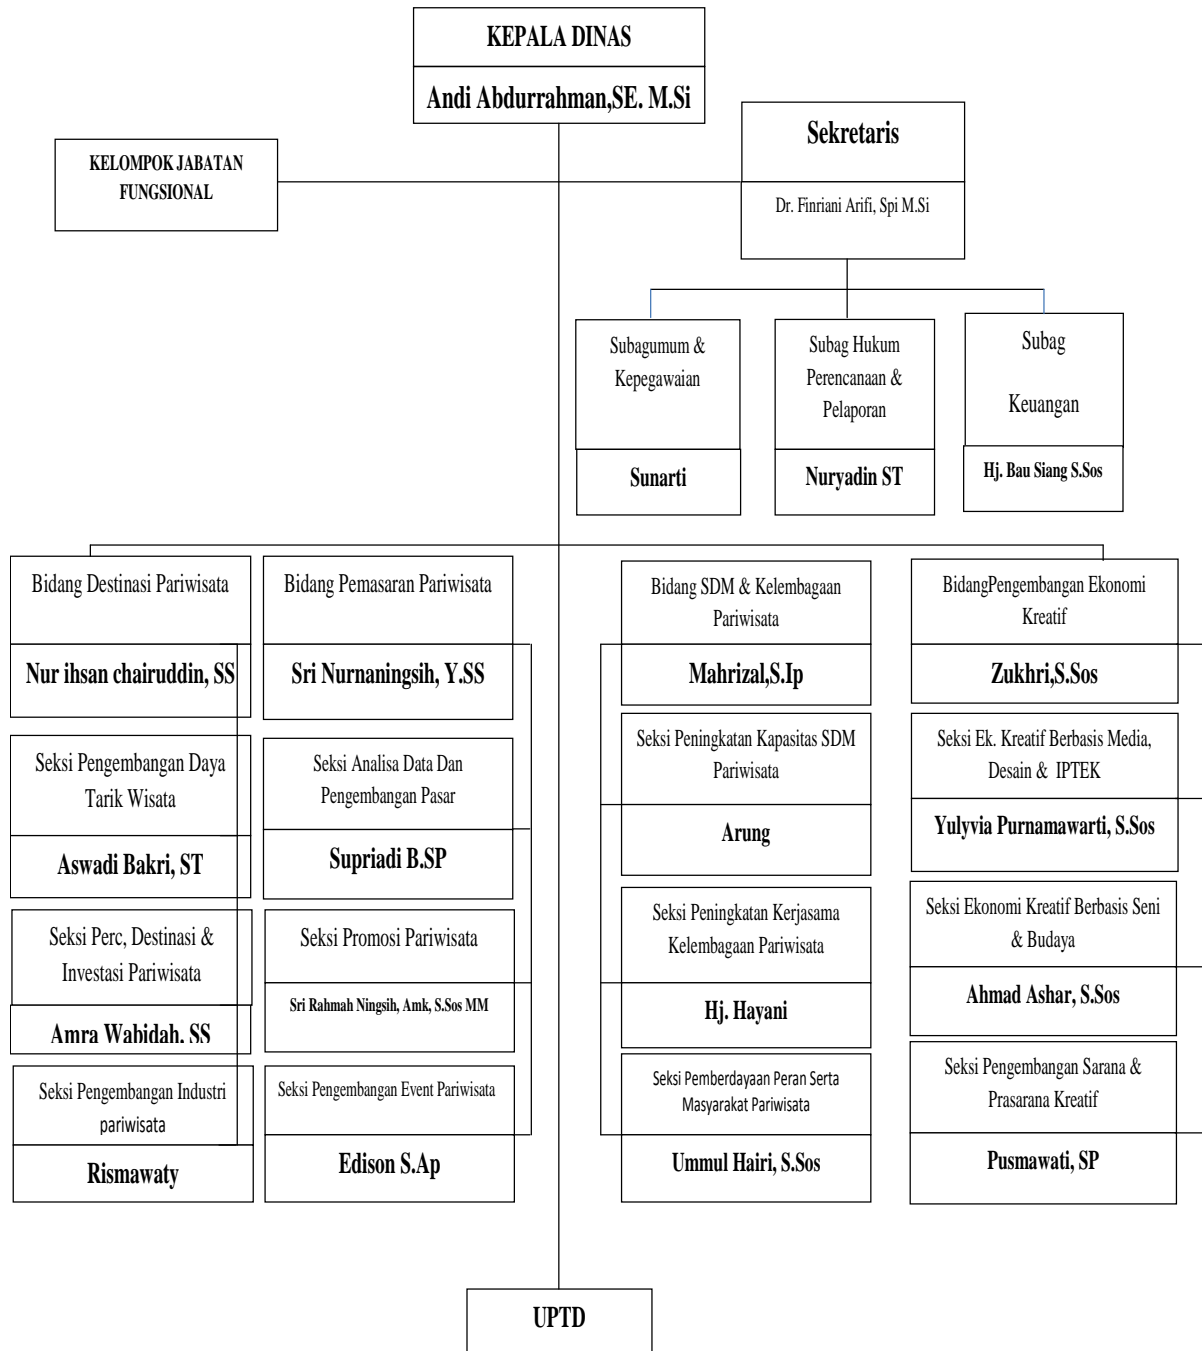 KEPALA DINAS
Andi Abdurrahman,SE. M.Si
Sekretaris
Dr. Finriani Arifi, Spi M.Si
KELOMPOK JABATAN
FUNGSIONAL
Subagumum &
Kepegawaian
Sunarti
Subag Hukum
Perencanaan &
Pelaporan
Nuryadin ST
Subag
Keuangan
Hj. Bau Siang S.Sos
Bidang Destinasi Pariwisata
Nur ihsan chairuddin, SS
Seksi Pengembangan Daya
Tarik Wisata
Aswadi Bakri, ST
Seksi Perc, Destinasi &
Investasi Pariwisata
Amra Wabidah. SS
Seksi Pengembangan Industri
pariwisata
Rismawaty
Bidang Pemasaran Pariwisata
Sri Nurnaningsih, Y.SS
Seksi Analisa Data Dan
Pengembangan Pasar
Supriadi B.SP
Seksi Promosi Pariwisata
Sri Rahmah Ningsih, Amk, S.Sos MM
Seksi Pengembangan Event Pariwisata
Edison S.Ap
Bidang SDM & Kelembagaan
Pariwisata
Mahrizal,S.Ip
Seksi Peningkatan Kapasitas SDM
Pariwisata
Arung
Seksi Peningkatan Kerjasama
Kelembagaan Pariwisata
Hj. Hayani
Seksi Pemberdayaan Peran Serta
Masyarakat Pariwisata
Ummul Hairi, S.Sos
BidangPengembangan Ekonomi
Kreatif
Zukhri,S.Sos
Seksi Ek. Kreatif Berbasis Media,
Desain & IPTEK
Yulyvia Purnamawarti, S.Sos
Seksi Ekonomi Kreatif Berbasis Seni
& Budaya
Ahmad Ashar, S.Sos
Seksi Pengembangan Sarana &
Prasarana Kreatif
Pusmawati, SP
UPTD